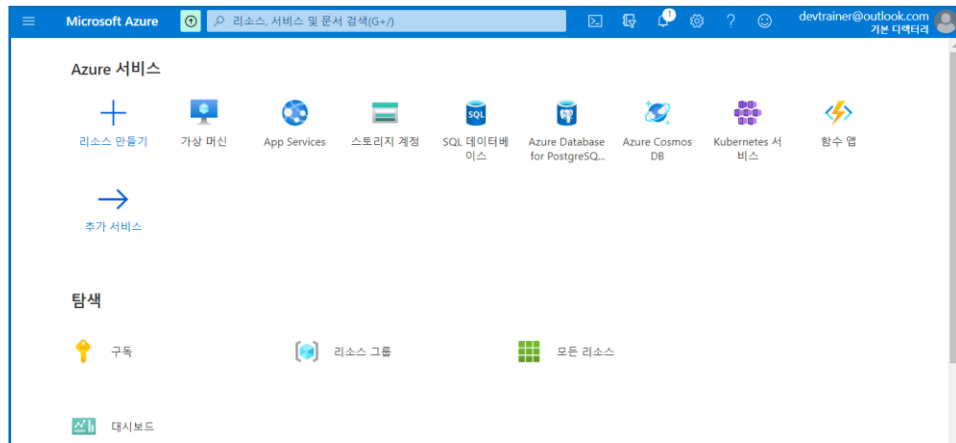 Microsoft Azure
리소스, 서비스 및 문서 검색(G+/)
1
devtrainer@outlook.com
기본 디렉터리
Azure 서비스
리소스 만들기
가상 머신
App Services
스토리지 계정
SQL
SQL 데이터베
이스
Azure Database
for PostgreSQ...
Azure Cosmos
DB
Kubernetes 서
비스
함수 앱
추가 서비스
탐색
구독
리소스 그룹
모든 리소스
대시보드